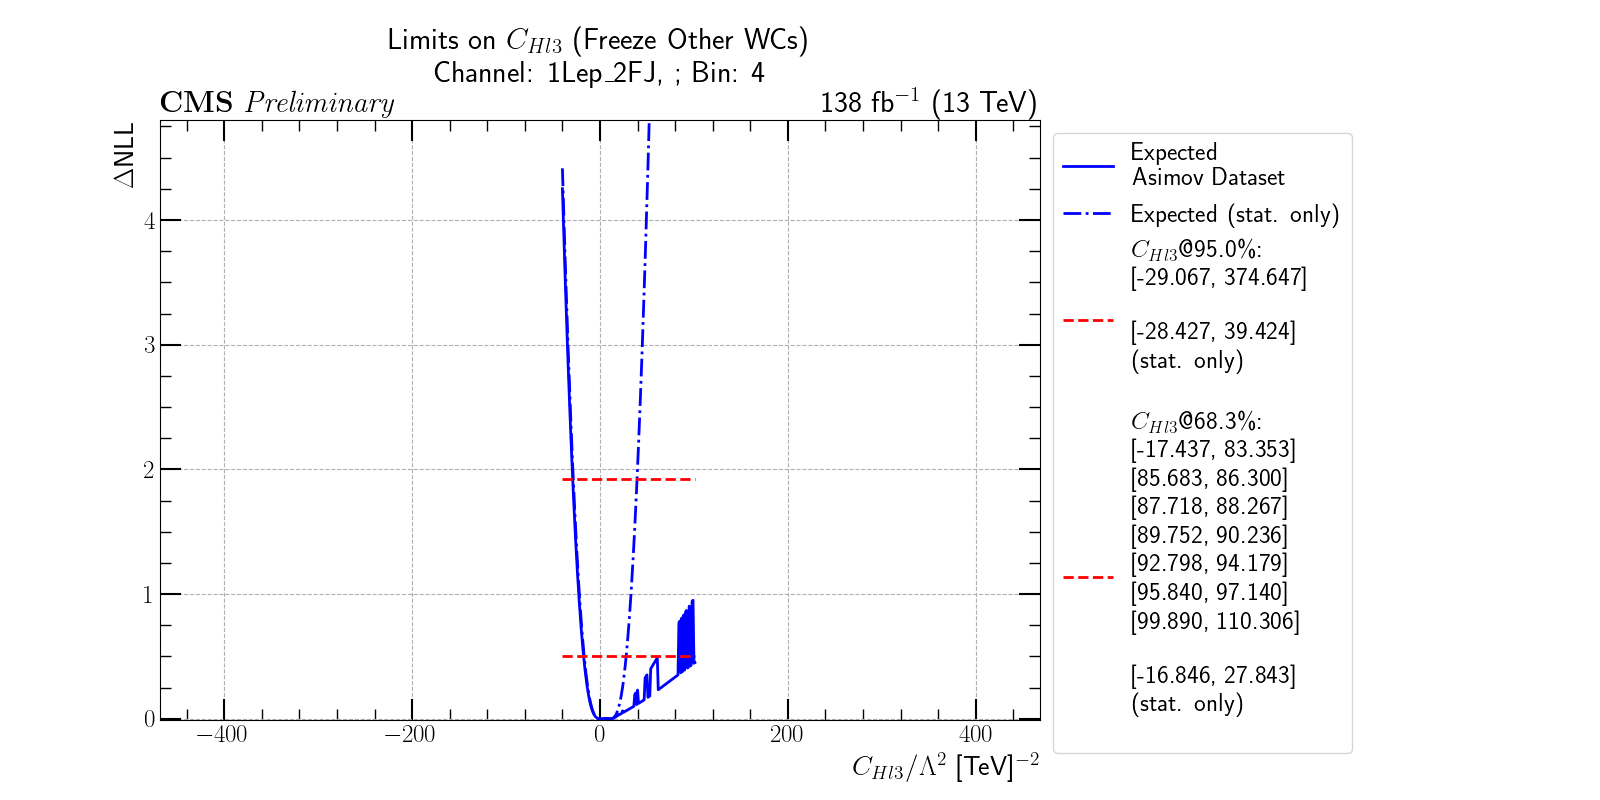 Limits on C_{Hl3} (Freeze Other WCs)
Channel: 1Lep_2FJ, ; Bin: 4
CMS Preliminary
138 fb^{-1} (13 TeV)
ΔNLL
4
3
2
1
0
−400
−200
0
200
400
C_{Hl3}/Λ^2 [TeV]^{-2}
Expected
Asimov Dataset
Expected (stat. only)
C_{Hl3}@95.0%:
[-29.067, 374.647]
[-28.427, 39.424]
(stat. only)
C_{Hl3}@68.3%:
[-17.437, 83.353]
[85.683, 86.300]
[87.718, 88.267]
[89.752, 90.236]
[92.798, 94.179]
[95.840, 97.140]
[99.890, 110.306]
[-16.846, 27.843]
(stat. only)